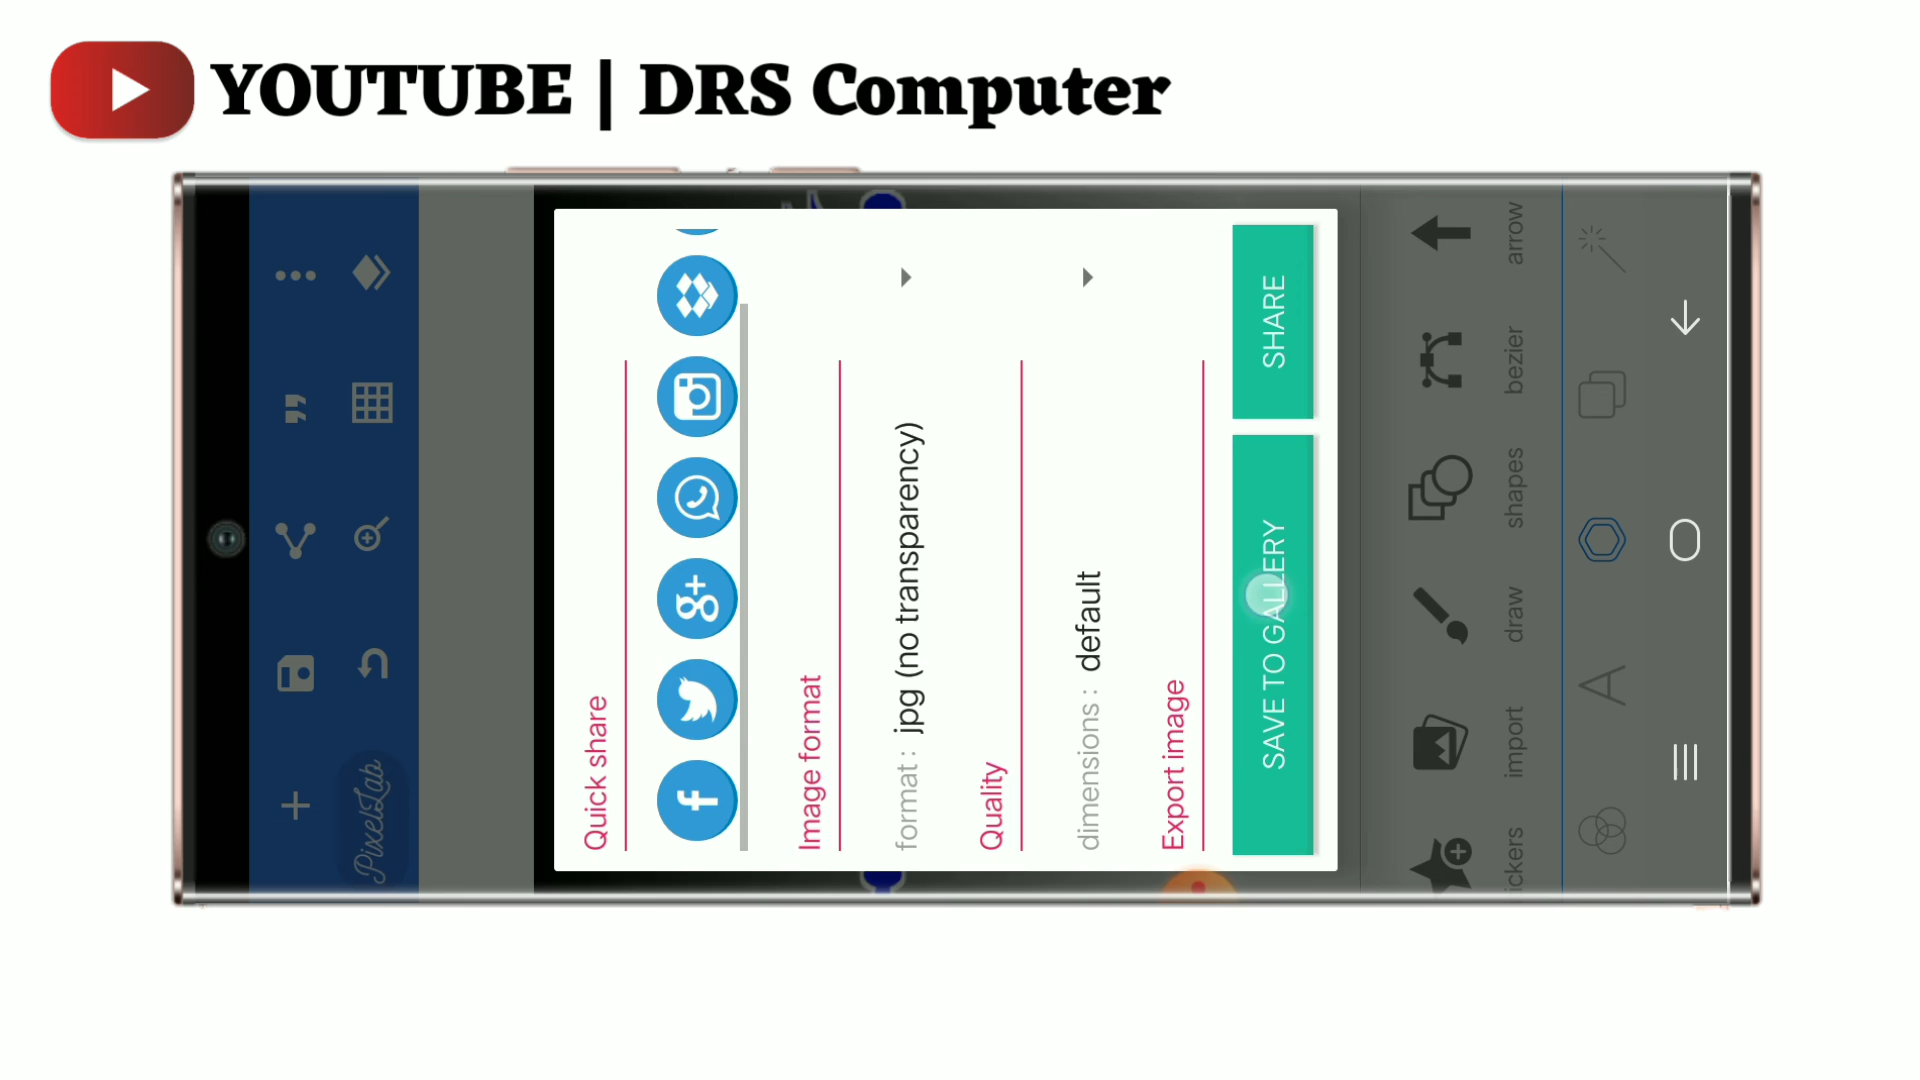 YOUTUBE | DRS Computer
PixelLab
Quick share
Image format
format : jpg (no transparency)
Quality
dimensions : default
Export image
SAVE TO GALLERY
SHARE
ickers
import
draw
shapes
bezier
arrow